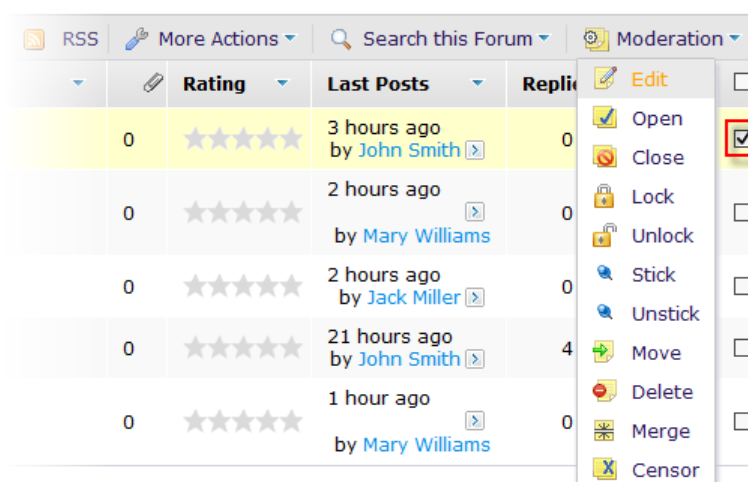 RSS More Actions Search this Forum Moderation
Rating Last Posts Replie
Edit
0 3 hours ago
by John Smith 0
Open
Close
0 2 hours ago
by Mary Williams 0
Lock
Unlock
0 2 hours ago
by Jack Miller 0
Stick
Unstick
0 21 hours ago
by John Smith 4
Move
Delete
0 1 hour ago
by Mary Williams 0
Merge
Censor